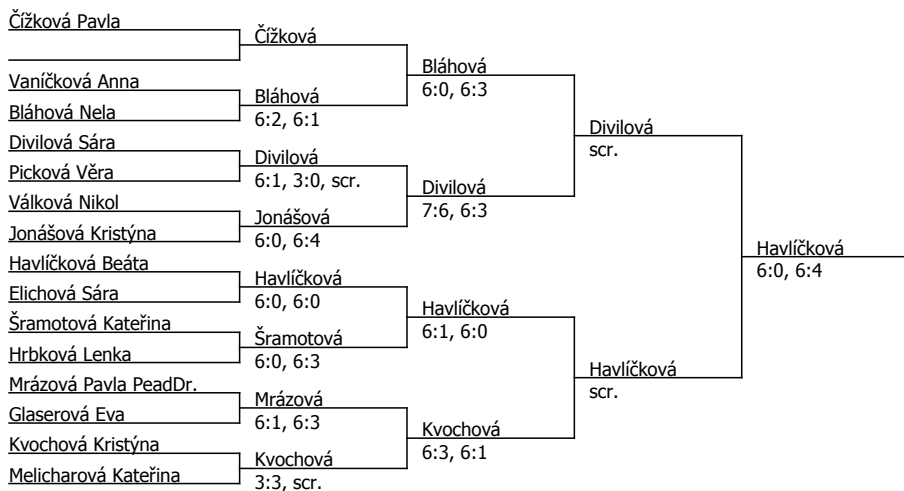 Čížková Pavla
Vaníčková Anna
Bláhová Nela
Divilová Sára
Picková Věra
Válková Nikol
Jonášová Kristýna
Havlíčková Beáta
Elichová Sára
Šramotová Kateřina
Hrbková Lenka
Mrázová Pavla PeadDr.
Glaserová Eva
Kvochová Kristýna
Melicharová Kateřina
Čížková
Bláhová
6:2, 6:1
Divilová
6:1, 3:0, scr.
Jonášová
6:0, 6:4
Havlíčková
6:0, 6:0
Šramotová
6:0, 6:3
Mrázová
6:1, 6:3
Kvochová
3:3, scr.
Bláhová
6:0, 6:3
Divilová
7:6, 6:3
Havlíčková
6:1, 6:0
Kvochová
6:3, 6:1
Divilová
scr.
Havlíčková
scr.
Havlíčková
6:0, 6:4